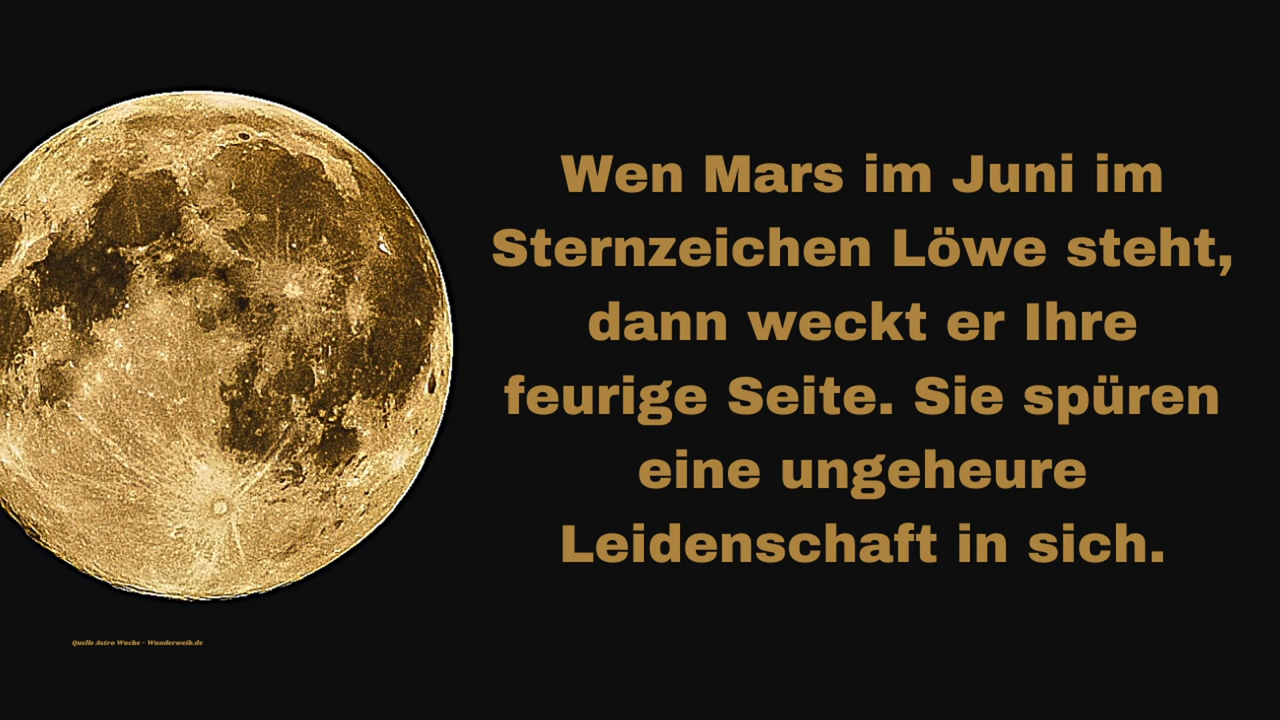 Wen Mars im Juni im
Sternzeichen Löwe steht,
dann weckt er Ihre
feurige Seite. Sie spüren
eine ungeheure
Leidenschaft in sich.
Quelle Astro Woche - Wunderweib.de